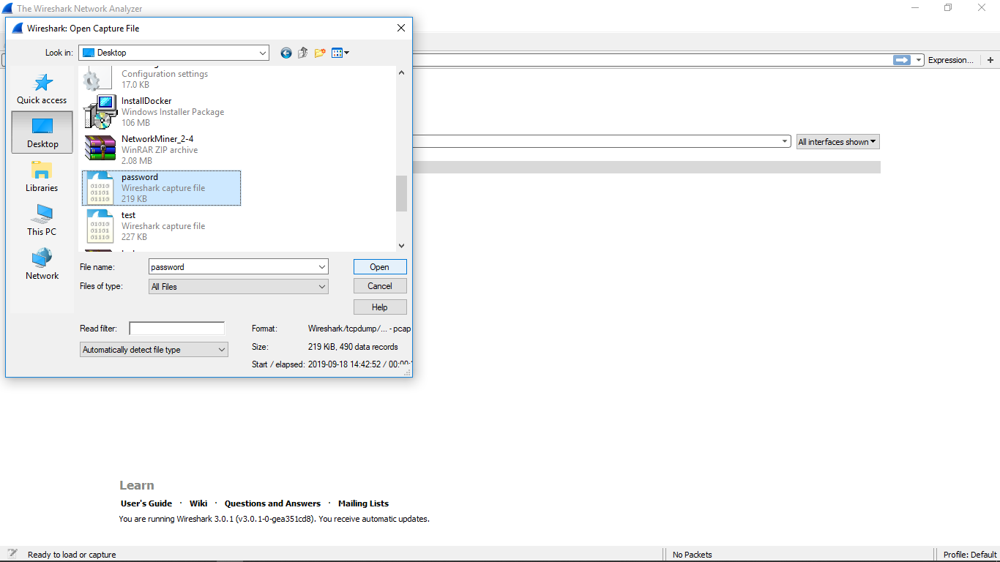 The Wireshark Network Analyzer
Wireshark: Open Capture File
Look in:
Desktop
Expression...
+
Quick access
Desktop
Libraries
This PC
Network
Configuration settings
17.0 KB
InstallDocker
Windows Installer Package
106 MB
NetworkMiner_2-4
WinRAR ZIP archive
2.08 MB
01010
01101
01110
password
Wireshark capture file
219 KB
01010
01101
01110
test
Wireshark capture file
227 KB
All interfaces shown
File name:
password
Open
Files of type:
All Files
Cancel
Help
Read filter:
Format:
Wireshark/tcpdump/... - pcap
Automatically detect file type
Size:
219 KiB, 490 data records
Start / elapsed:
2019-09-18 14:42:52 /
Learn
User's Guide · Wiki · Questions and Answers · Mailing Lists
You are running Wireshark 3.0.1 (v3.0.1-0-gea351cd8). You receive automatic updates.
Ready to load or capture
No Packets
Profile: Default